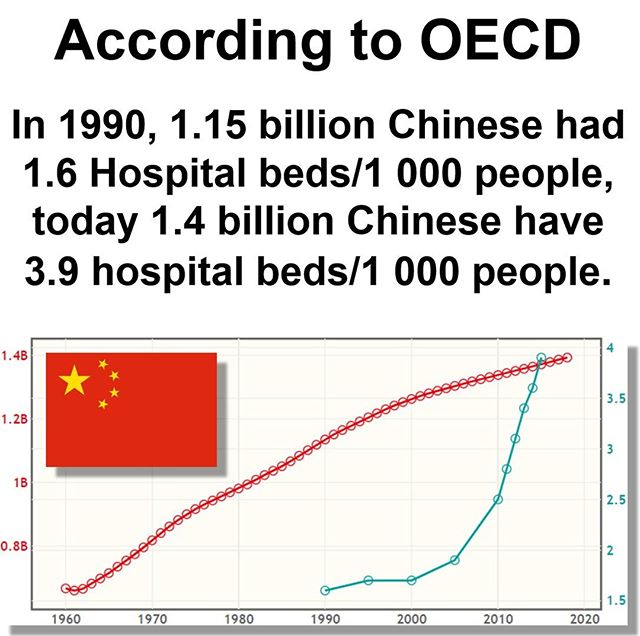 According to OECD
In 1990, 1.15 billion Chinese had
1.6 Hospital beds/1 000 people,
today 1.4 billion Chinese have
3.9 hospital beds/1 000 people.
1.4B
1.2B
1B
0.8B
4
3.5
3
2.5
2
1.5
1960 1970 1980 1990 2000 2010 2020